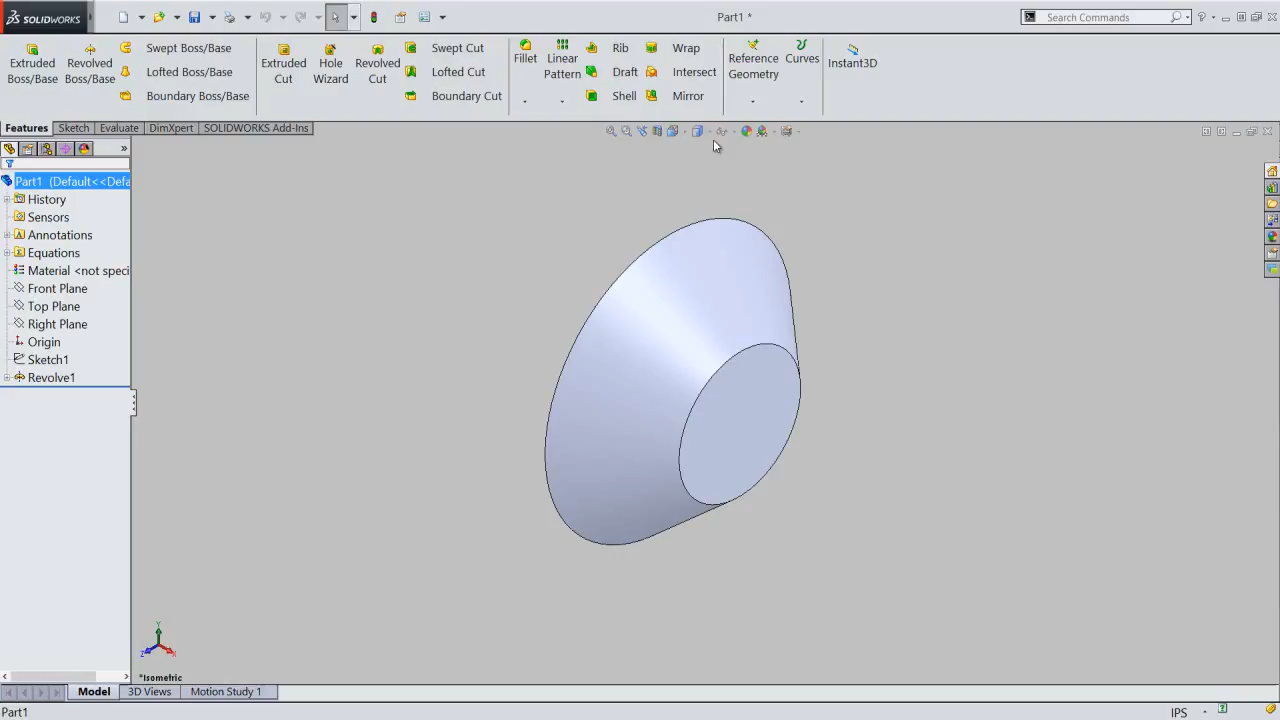 SOLIDWORKS
Part1 *
Search Commands
Extruded Boss/Base
Revolved Boss/Base
Swept Boss/Base
Lofted Boss/Base
Boundary Boss/Base
Extruded Cut
Hole Wizard
Revolved Cut
Swept Cut
Lofted Cut
Boundary Cut
Fillet
Linear Pattern
Rib
Draft
Shell
Wrap
Intersect
Mirror
Reference Geometry
Curves
Instant3D
Features
Sketch
Evaluate
DimXpert
SOLIDWORKS Add-Ins
Part1 (Default<<Defa
History
Sensors
Annotations
Equations
Material <not speci
Front Plane
Top Plane
Right Plane
Origin
Sketch1
Revolve1
Y
Z
X
*Isometric
Model
3D Views
Motion Study 1
Part1
IPS